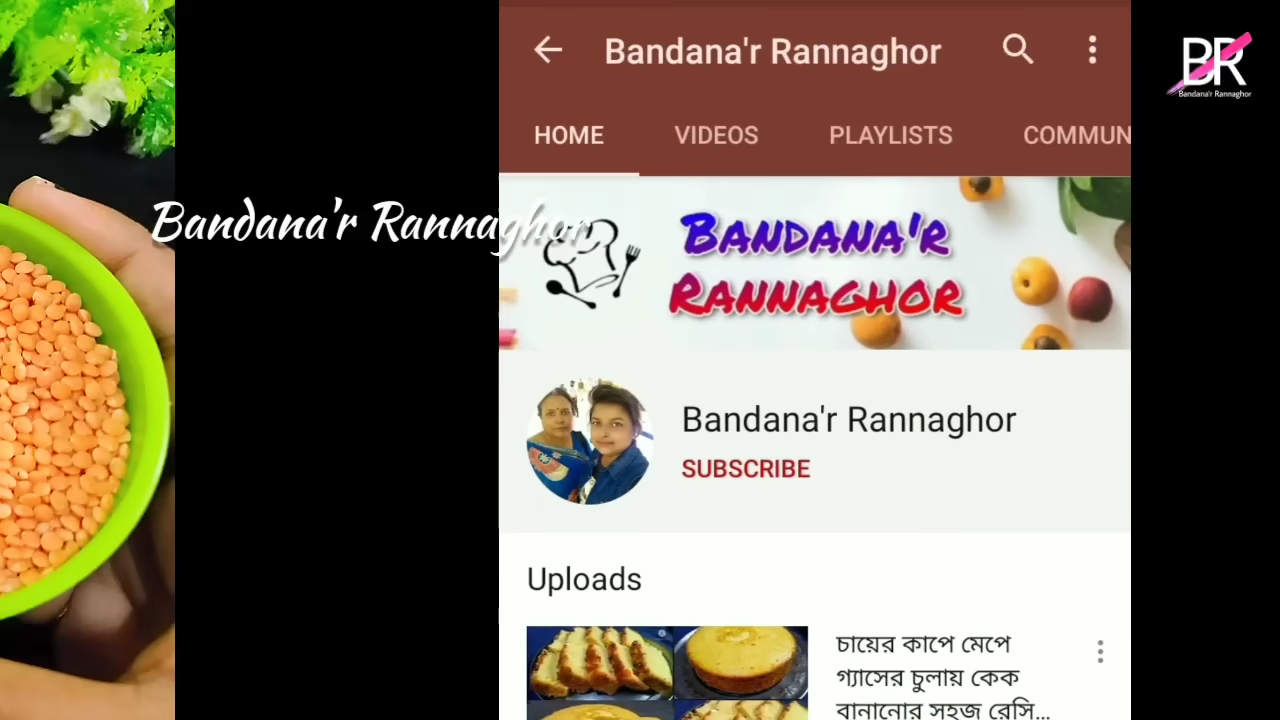 Bandana'r Rannaghor
BR
Bandana'r Rannaghor
HOME VIDEOS PLAYLISTS COMMUN
Bandana'r Rannaghor
BANDANA'R
RANNAGHOR
Bandana'r Rannaghor
SUBSCRIBE
Uploads
চায়ের কাপে মেপে
গ্যাসের চুলায় কেক
বানানোর সহজ রেসি...